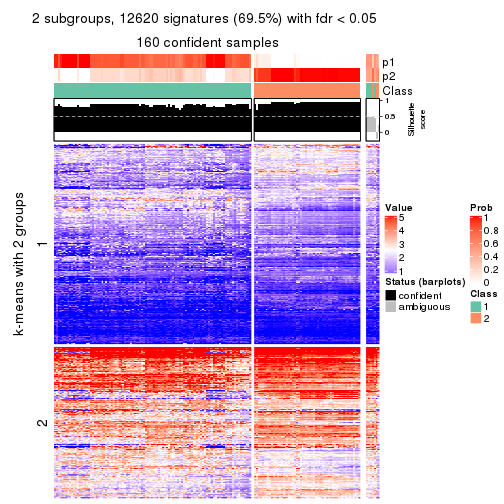 2 subgroups, 12620 signatures (69.5%) with fdr < 0.05
160 confident samples
p1
p2
Class
1
0.5
0
Silhouette
score
k-means with 2 groups
1
2
Value
5
4
3
2
1
Status (barplots)
confident
ambiguous
Prob
1
0.8
0.6
0.4
0.2
0
Class
1
2